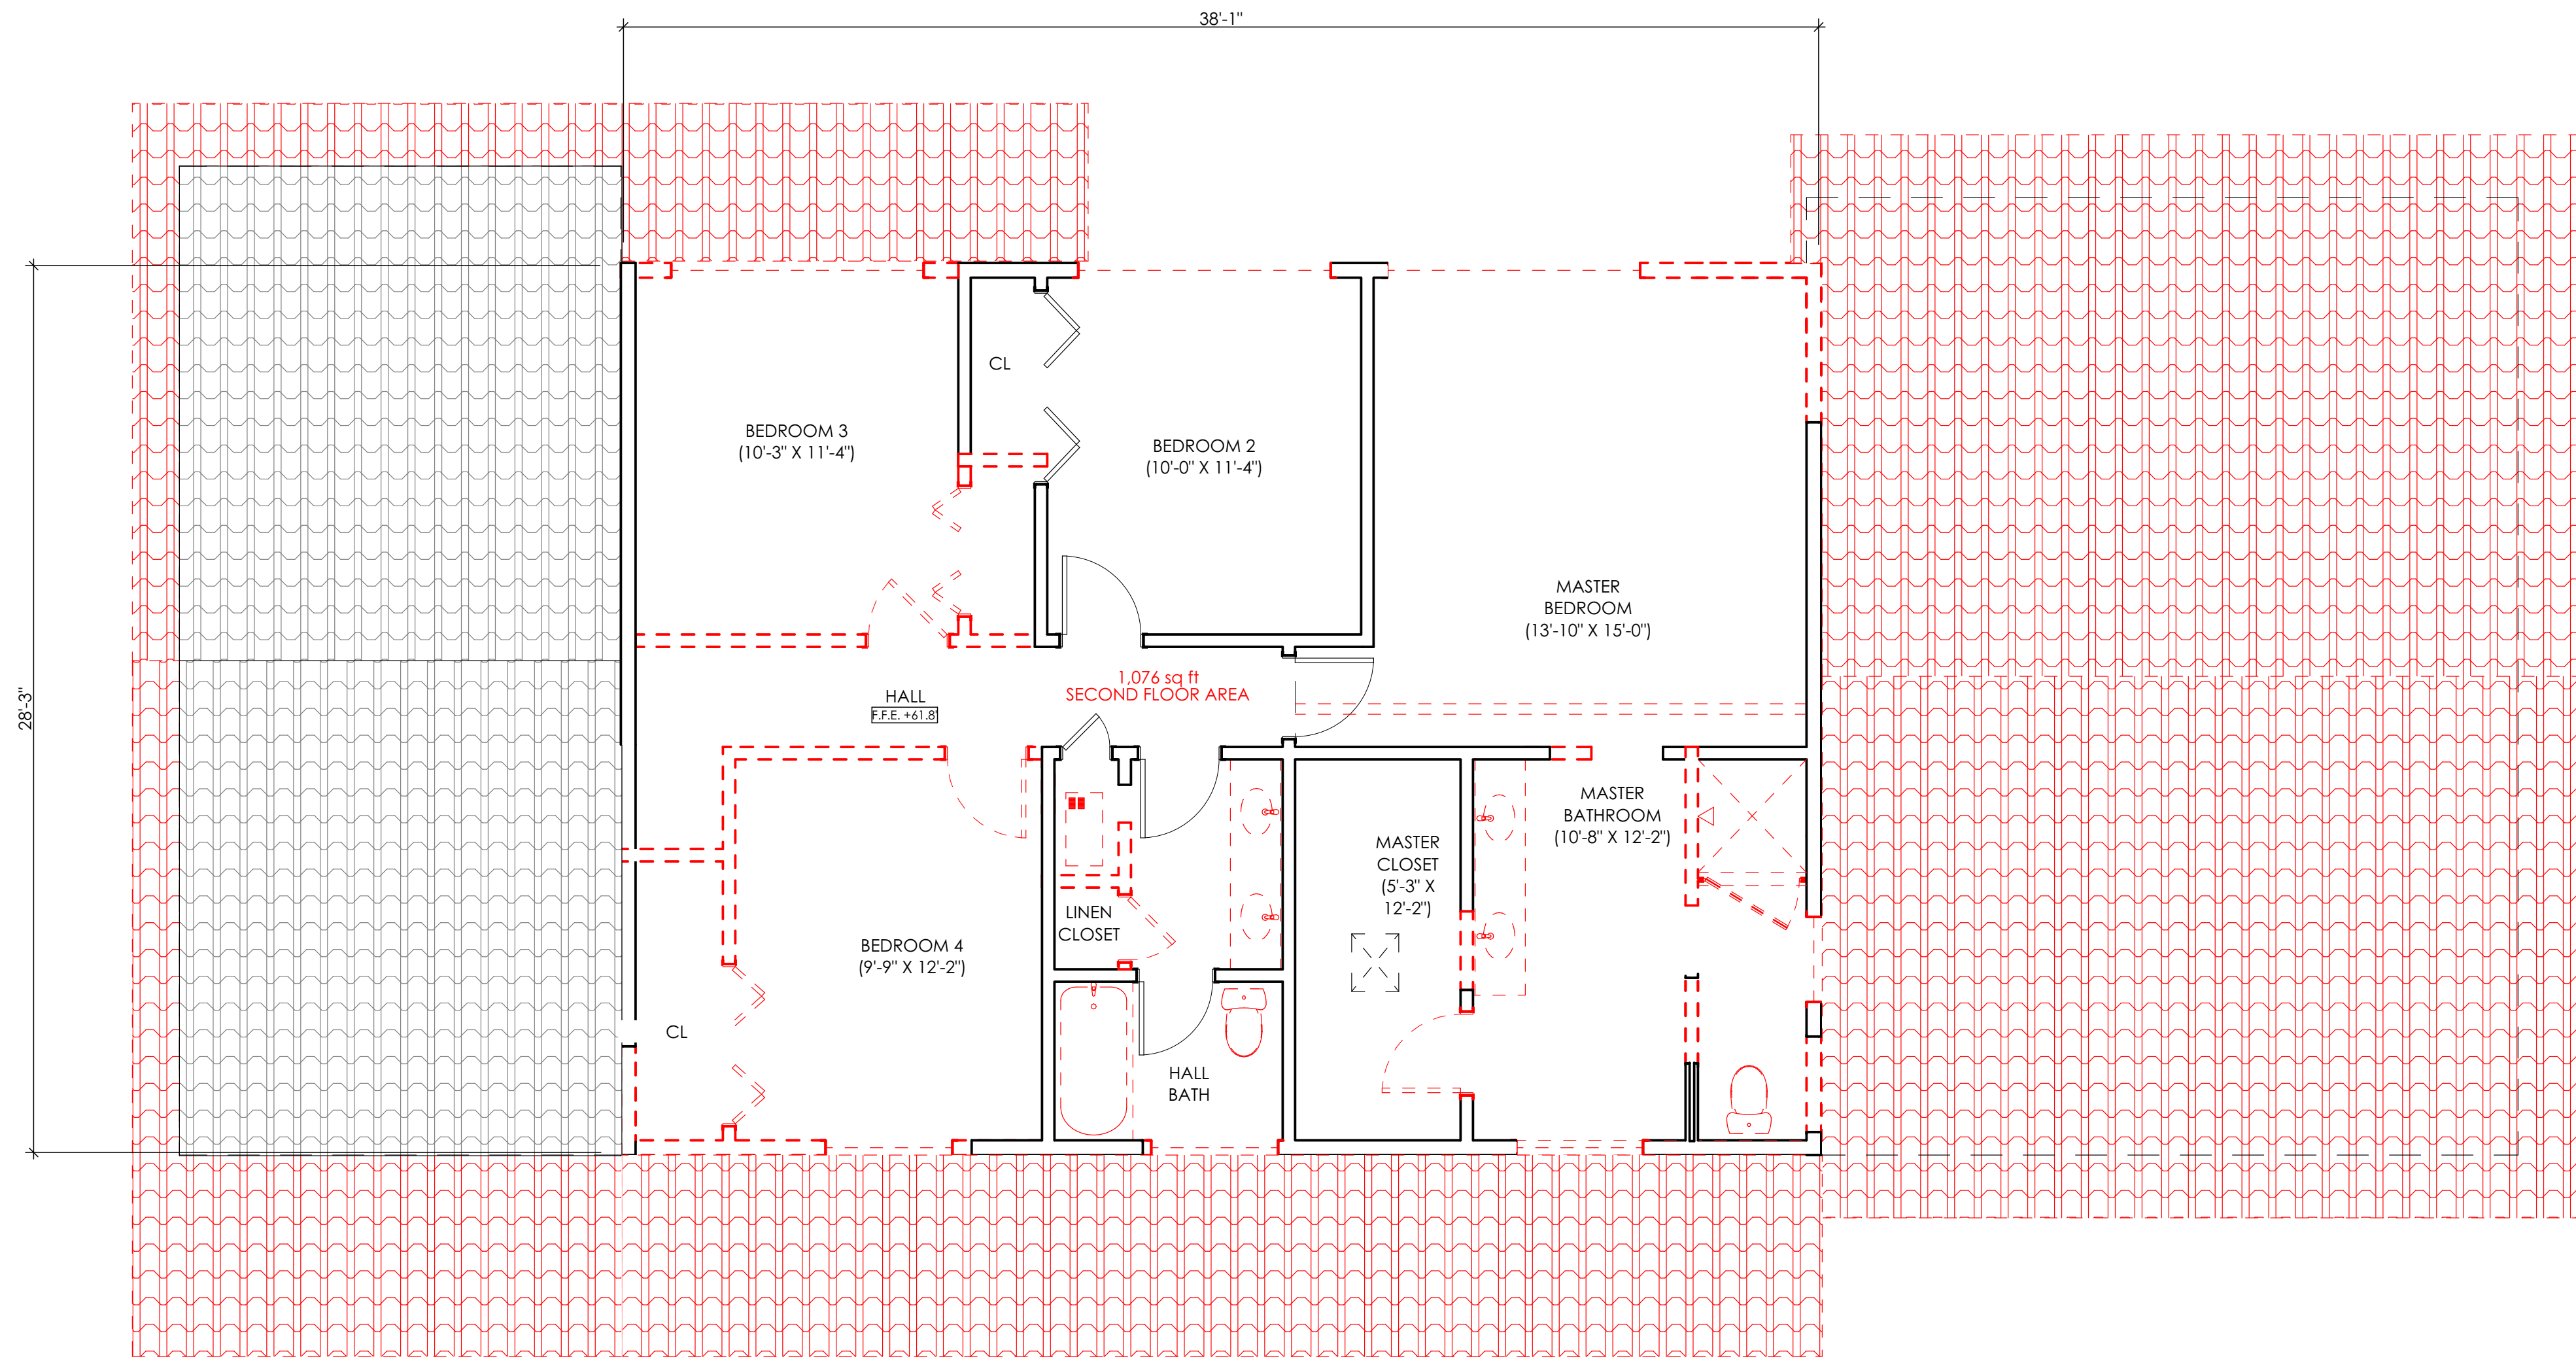 38'-1"
28'-3"
CL
BEDROOM 3
(10'-3" X 11'-4")
BEDROOM 2
(10'-0" X 11'-4")
MASTER
BEDROOM
(13'-10" X 15'-0")
1,076 sq ft
SECOND FLOOR AREA
HALL
F.F.E. +61.8'
MASTER
BATHROOM
(10'-8" X 12'-2")
MASTER
CLOSET
(5'-3" X
12'-2")
LINEN
CLOSET
BEDROOM 4
(9'-9" X 12'-2")
CL
HALL
BATH